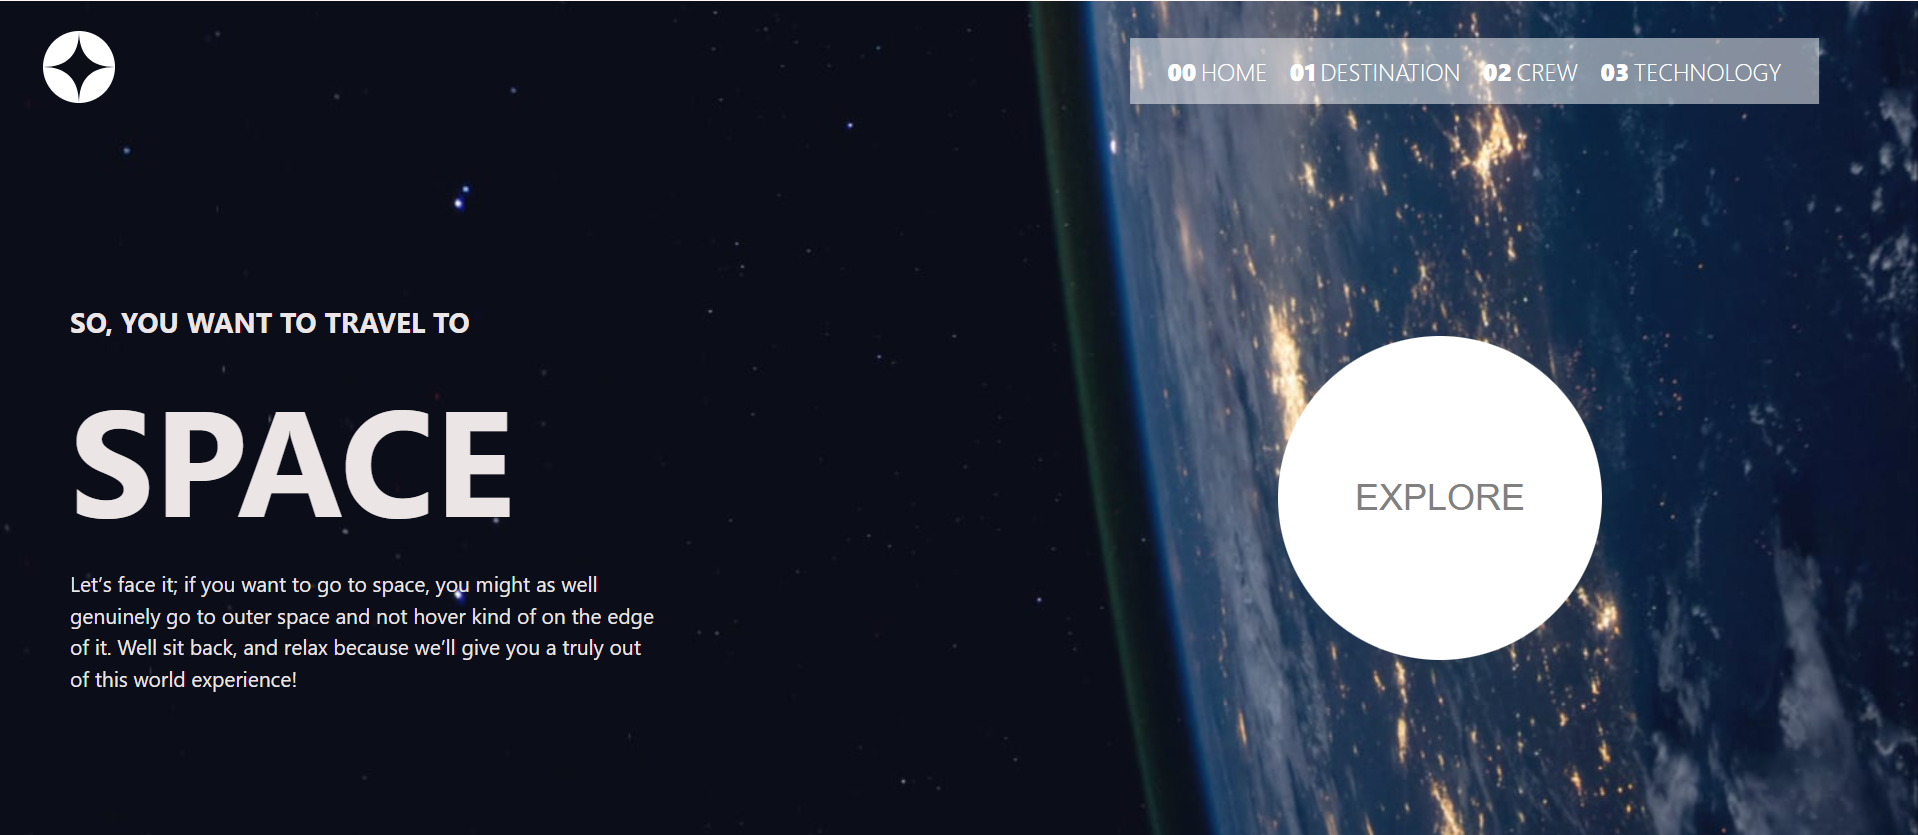 00 HOME 01 DESTINATION 02 CREW 03 TECHNOLOGY
SO, YOU WANT TO TRAVEL TO
SPACE
Let’s face it; if you want to go to space, you might as well
genuinely go to outer space and not hover kind of on the edge
of it. Well sit back, and relax because we’ll give you a truly out
of this world experience!
EXPLORE